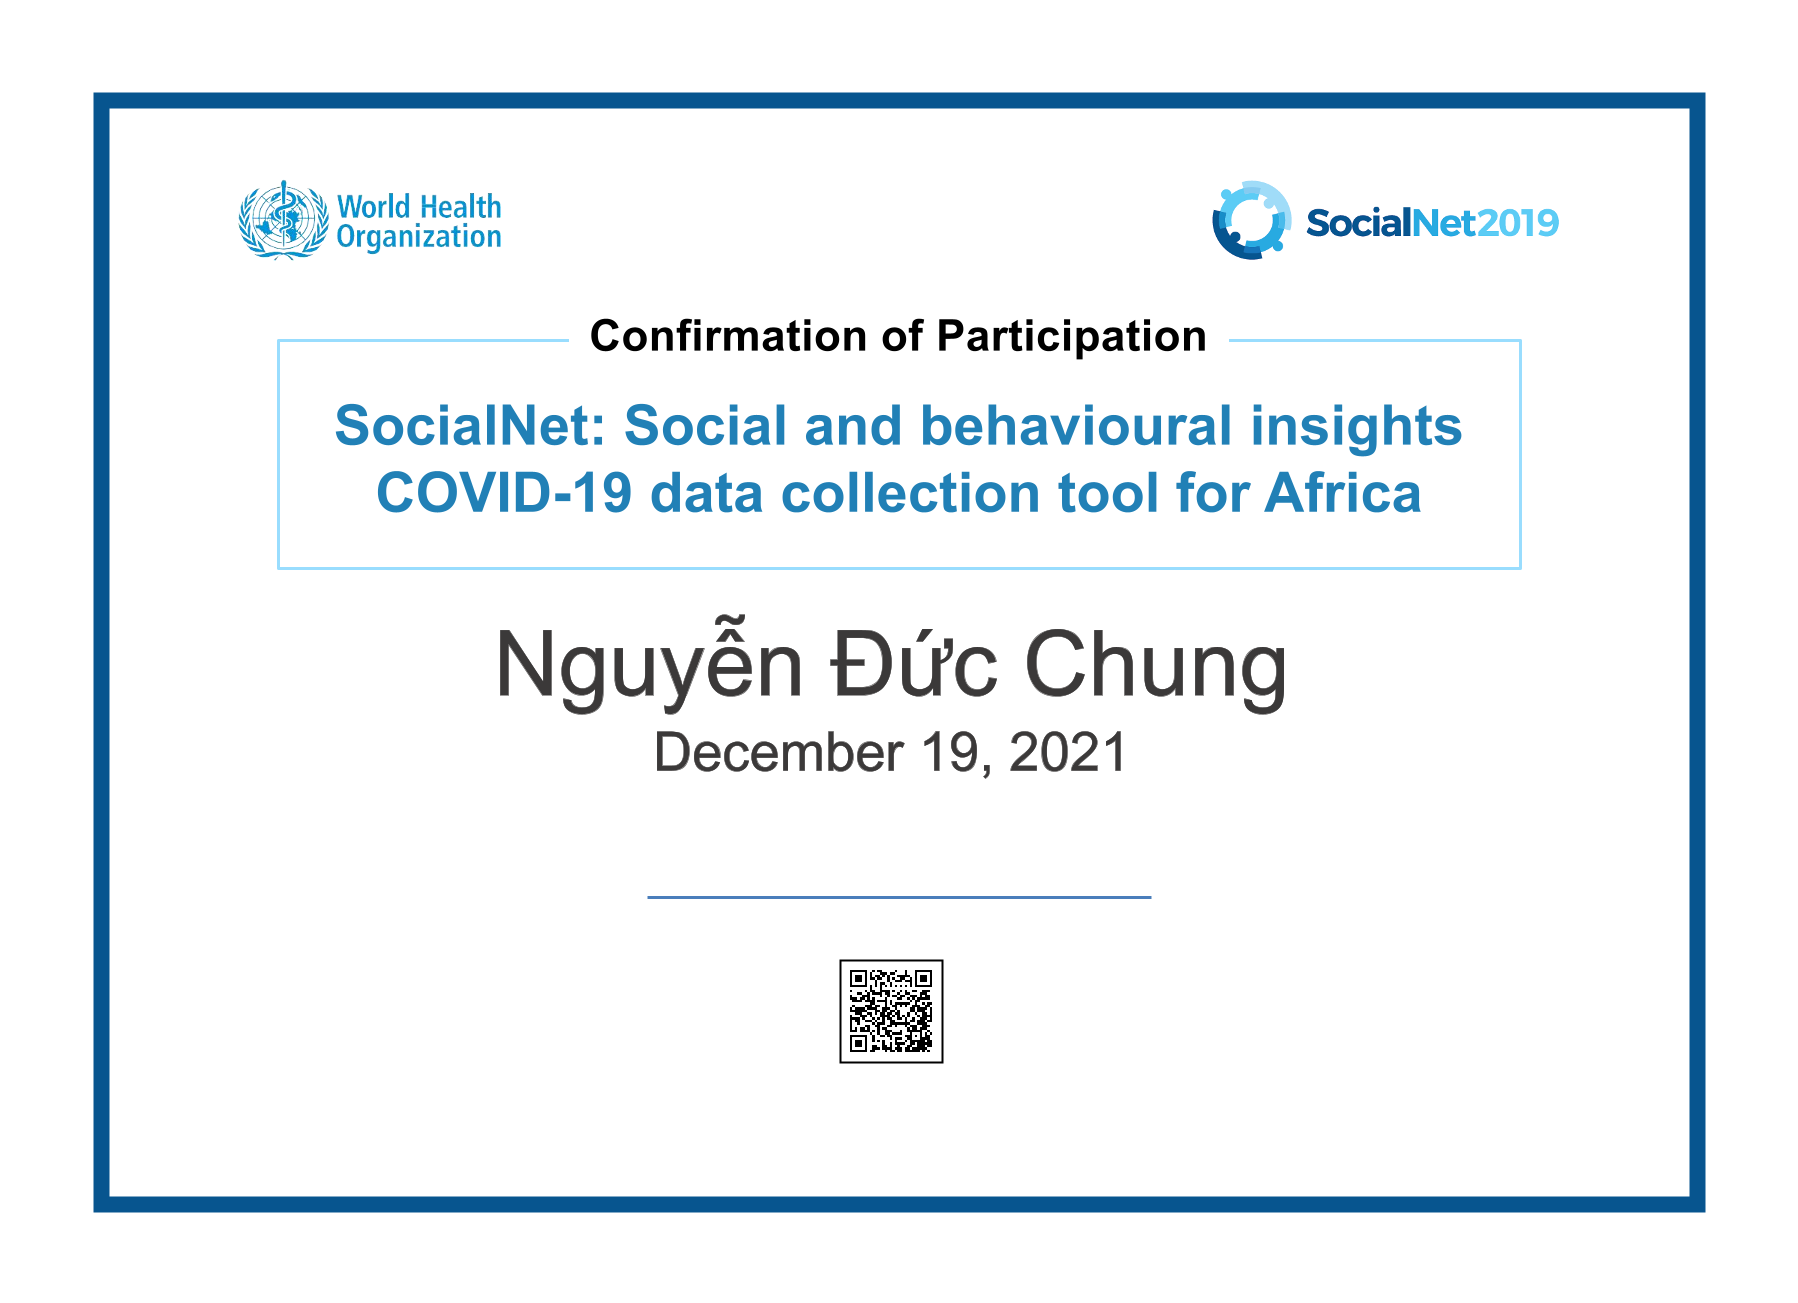 World Health
Organization
SocialNet2019
Confirmation of Participation
SocialNet: Social and behavioural insights
COVID-19 data collection tool for Africa
Nguyễn Đức Chung
December 19, 2021